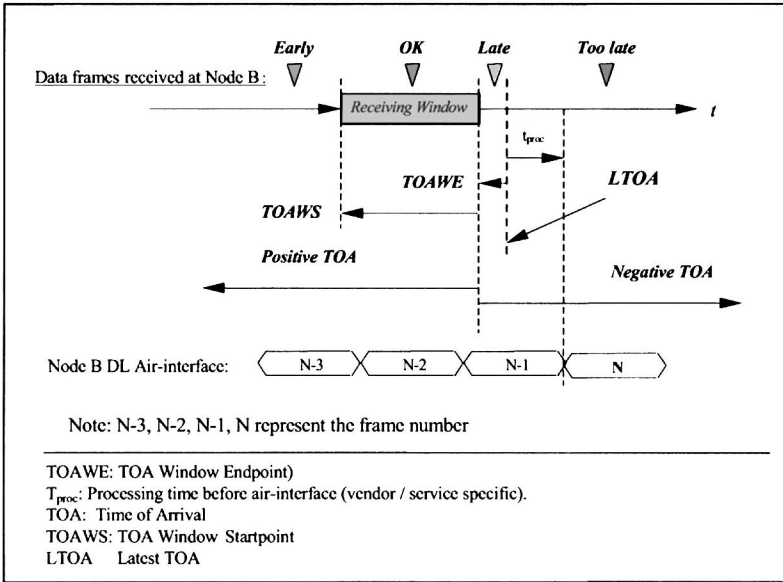 Early OK Late Too late
Data frames received at Node B :
Receiving Window
t
tproc
TOAWE
LTOA
TOAWS
Positive TOA
Negative TOA
Node B DL Air-interface: N-3 N-2 N-1 N
Note: N-3, N-2, N-1, N represent the frame number
TOAWE: TOA Window Endpoint)
Tproc: Processing time before air-interface (vendor / service specific).
TOA: Time of Arrival
TOAWS: TOA Window Startpoint
LTOA Latest TOA